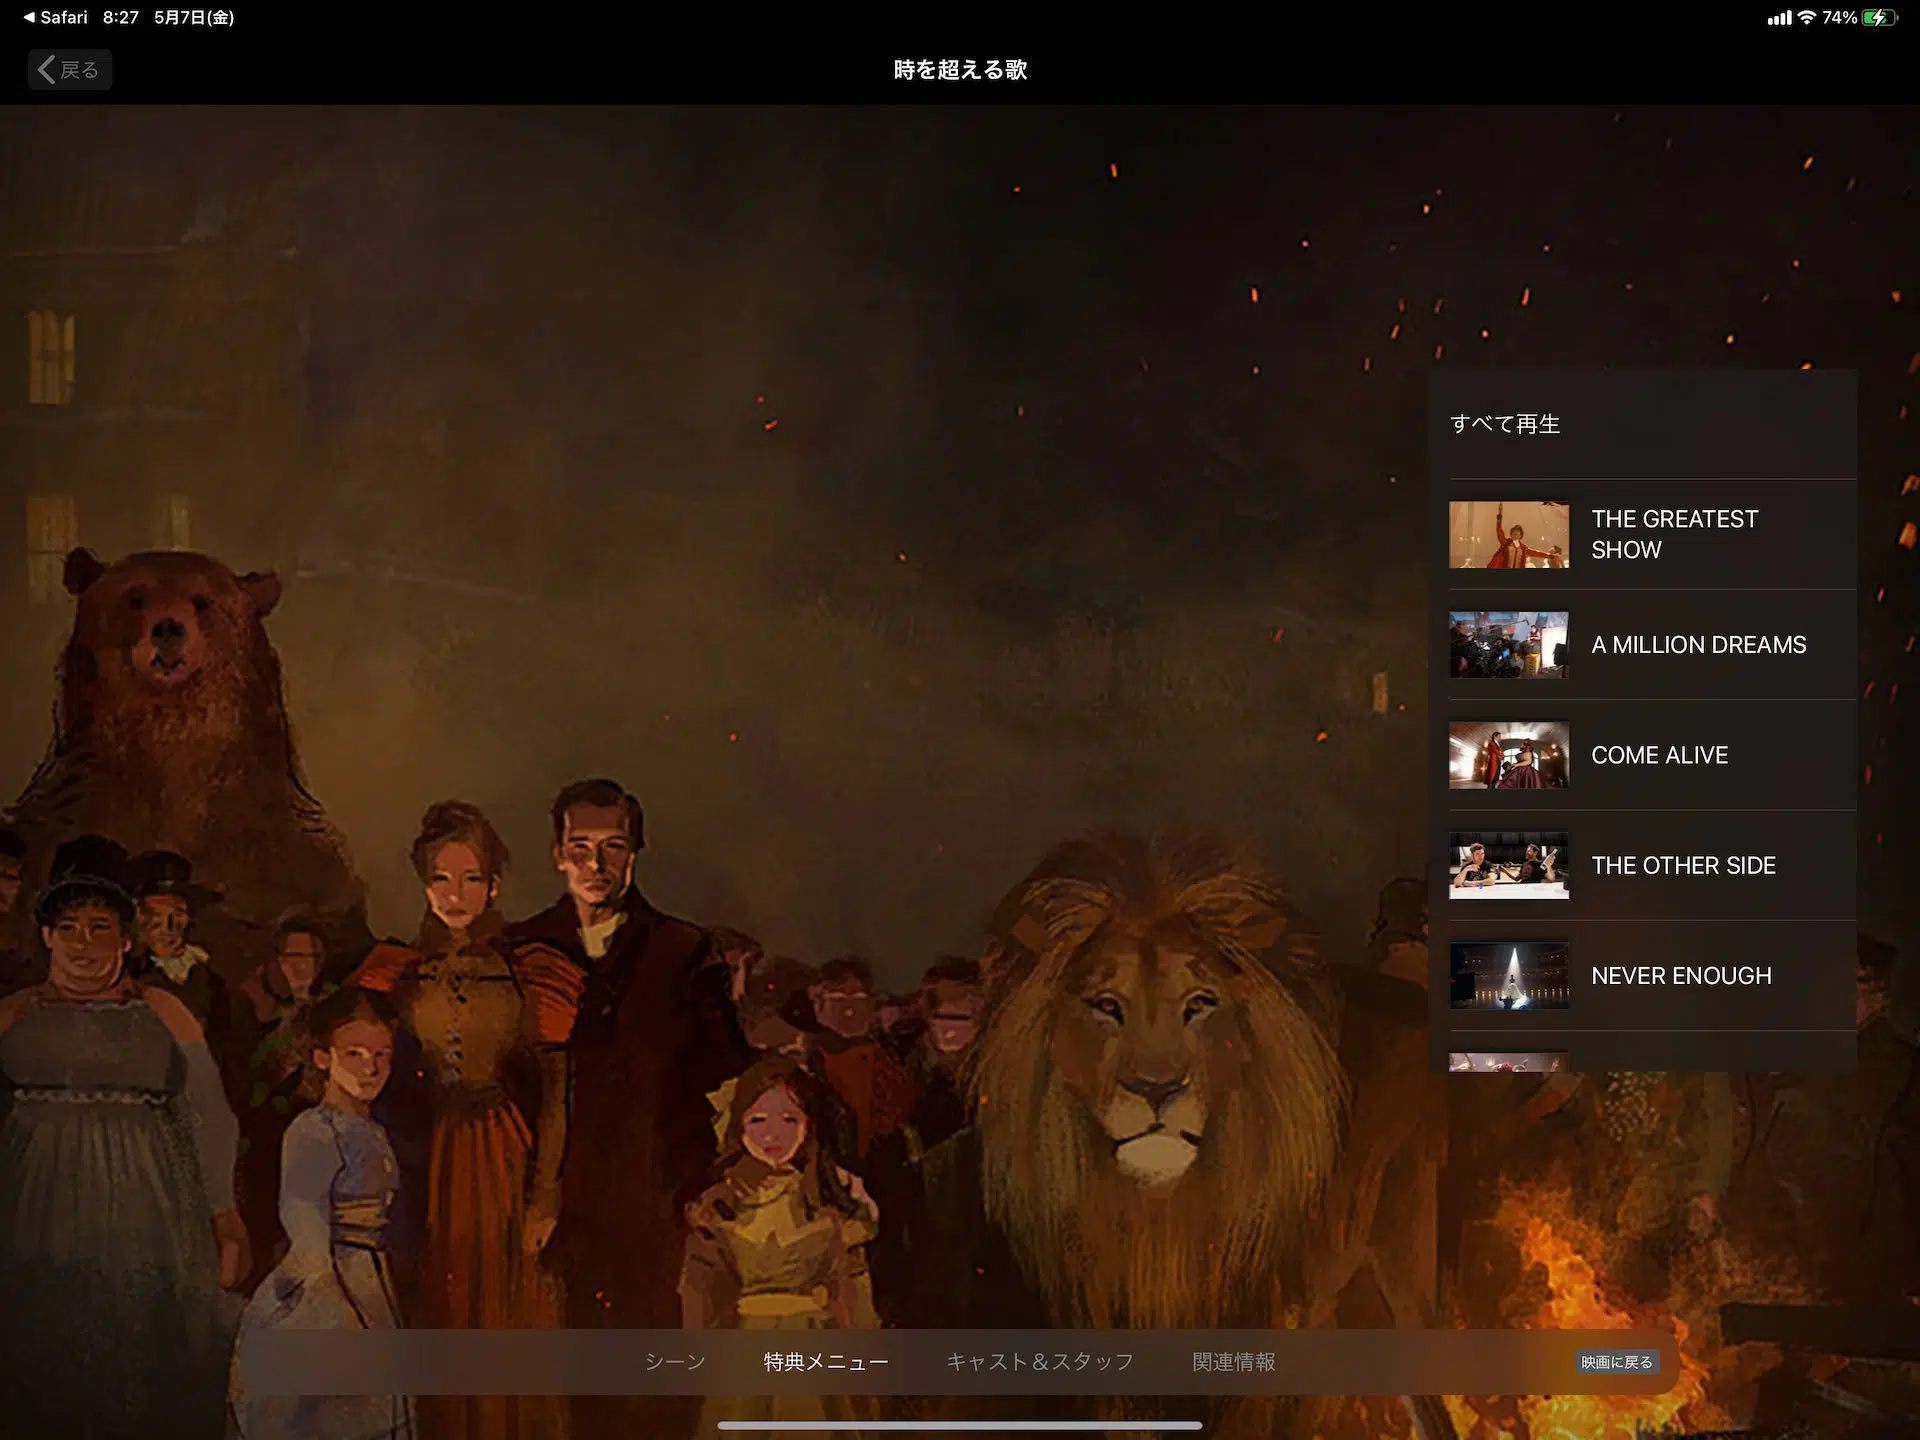 ◀ Safari 8:27 5月7日(金)
74%
戻る
時を超える歌
すべて再生
THE GREATEST
SHOW
A MILLION DREAMS
COME ALIVE
THE OTHER SIDE
NEVER ENOUGH
シーン 特典メニュー キャスト&スタッフ 関連情報
映画に戻る